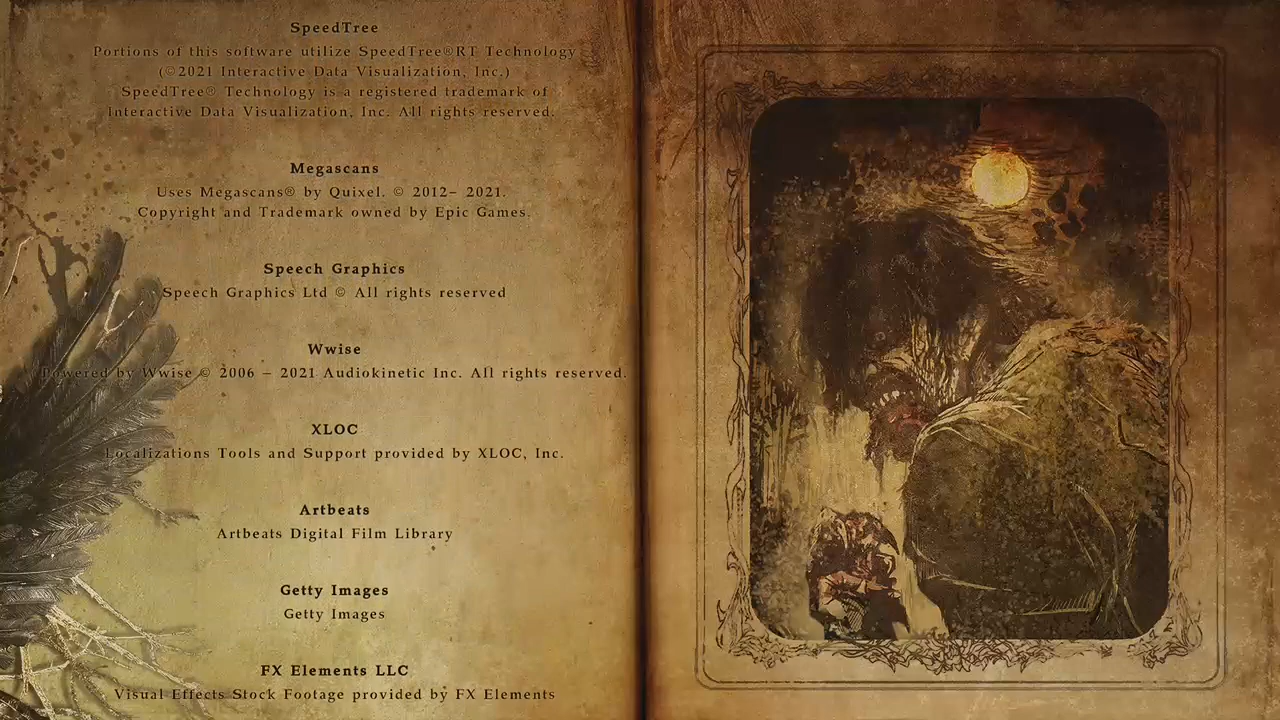 SpeedTree
Portions of this software utilize SpeedTree®RT Technology
(©2021 Interactive Data Visualization, Inc.)
SpeedTree® Technology is a registered trademark of
Interactive Data Visualization, Inc. All rights reserved.
Megascans
Uses Megascans® by Quixel. © 2012– 2021.
Copyright and Trademark owned by Epic Games.
Speech Graphics
Speech Graphics Ltd © All rights reserved
Wwise
Powered by Wwise © 2006 – 2021 Audiokinetic Inc. All rights reserved.
XLOC
Localizations Tools and Support provided by XLOC, Inc.
Artbeats
Artbeats Digital Film Library
Getty Images
Getty Images
FX Elements LLC
Visual Effects Stock Footage provided by FX Elements